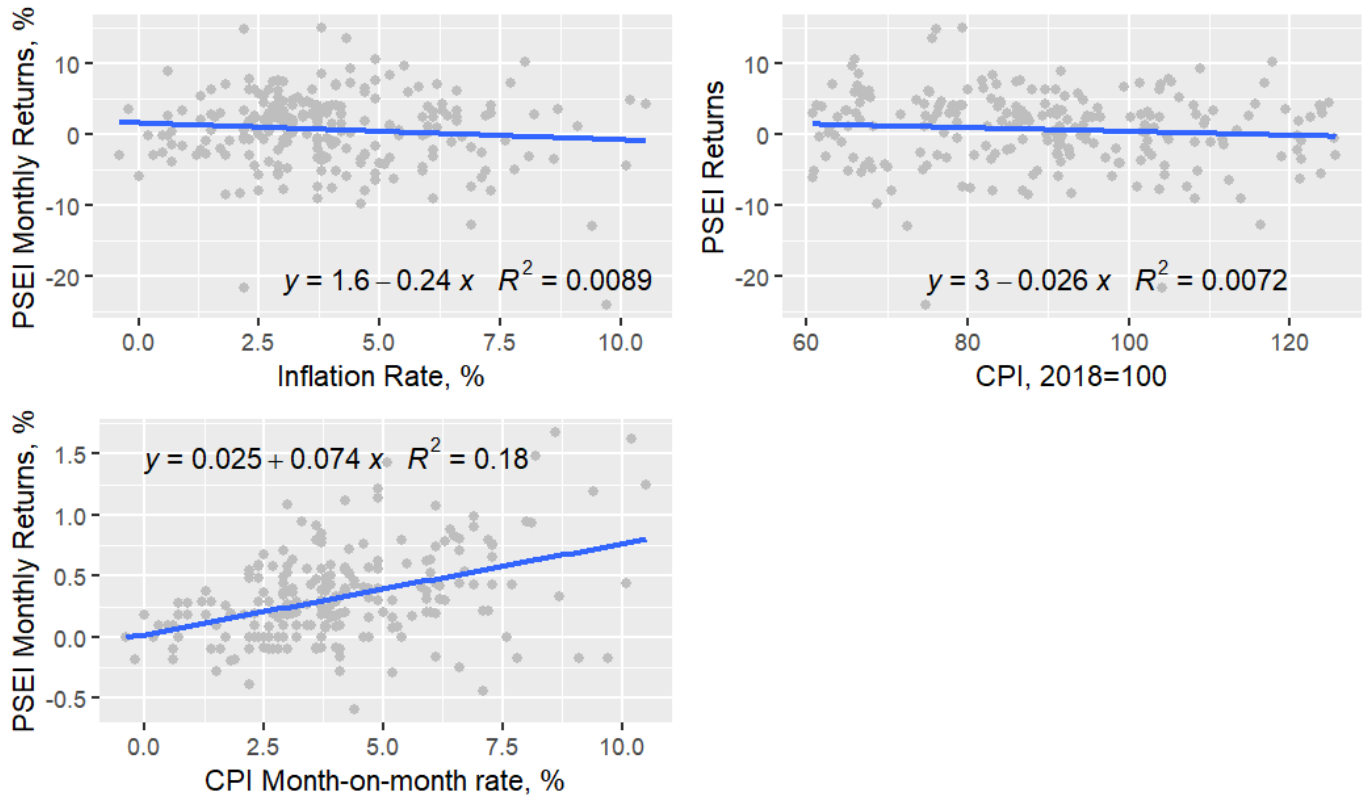 PSEI Monthly Returns, %
10
0
-10
-20
y = 1.6 – 0.24 x R² = 0.0089
0.0 2.5 5.0 7.5 10.0
Inflation Rate, %
PSEI Returns
10
0
-10
-20
y = 3 – 0.026 x R² = 0.0072
60 80 100 120
CPI, 2018=100
PSEI Monthly Returns, %
1.5
1.0
0.5
0.0
-0.5
y = 0.025 + 0.074 x R² = 0.18
0.0 2.5 5.0 7.5 10.0
CPI Month-on-month rate, %